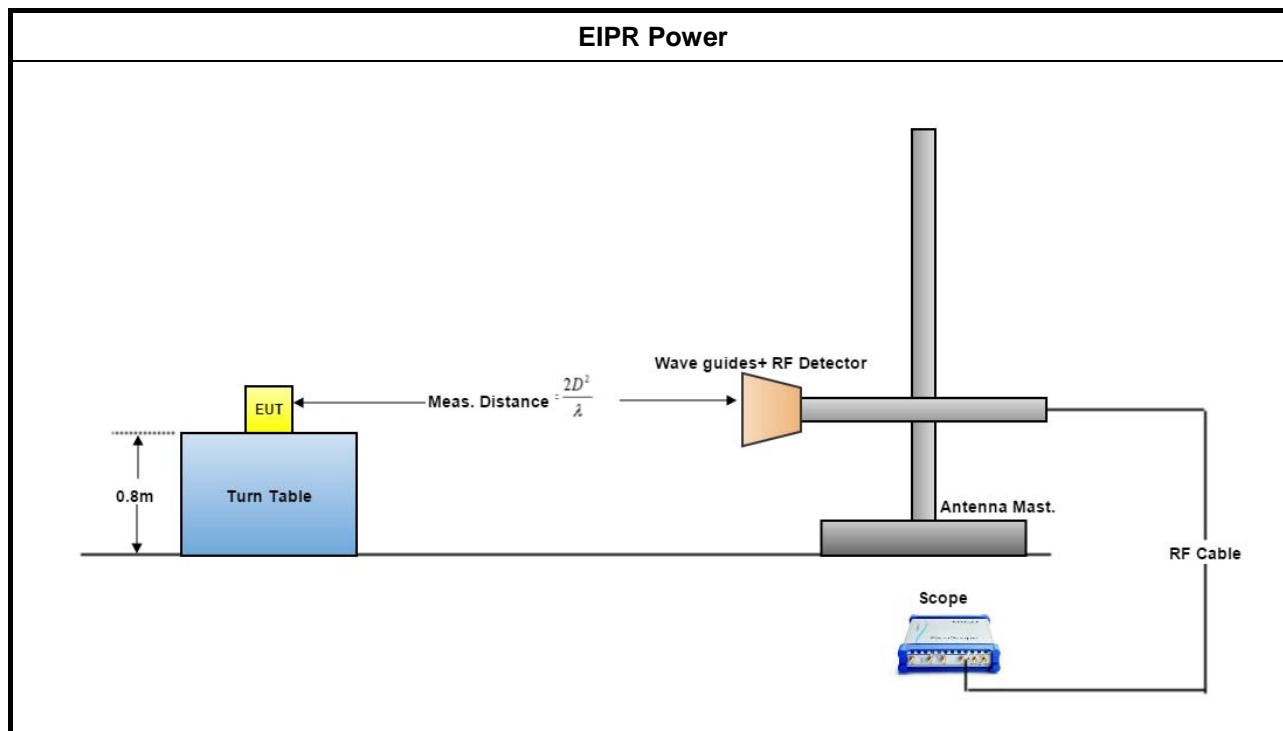 EIPR Power
Wave guides+ RF Detector
EUT
Meas. Distance = 2D²/λ
0.8m
Turn Table
Antenna Mast.
RF Cable
Scope